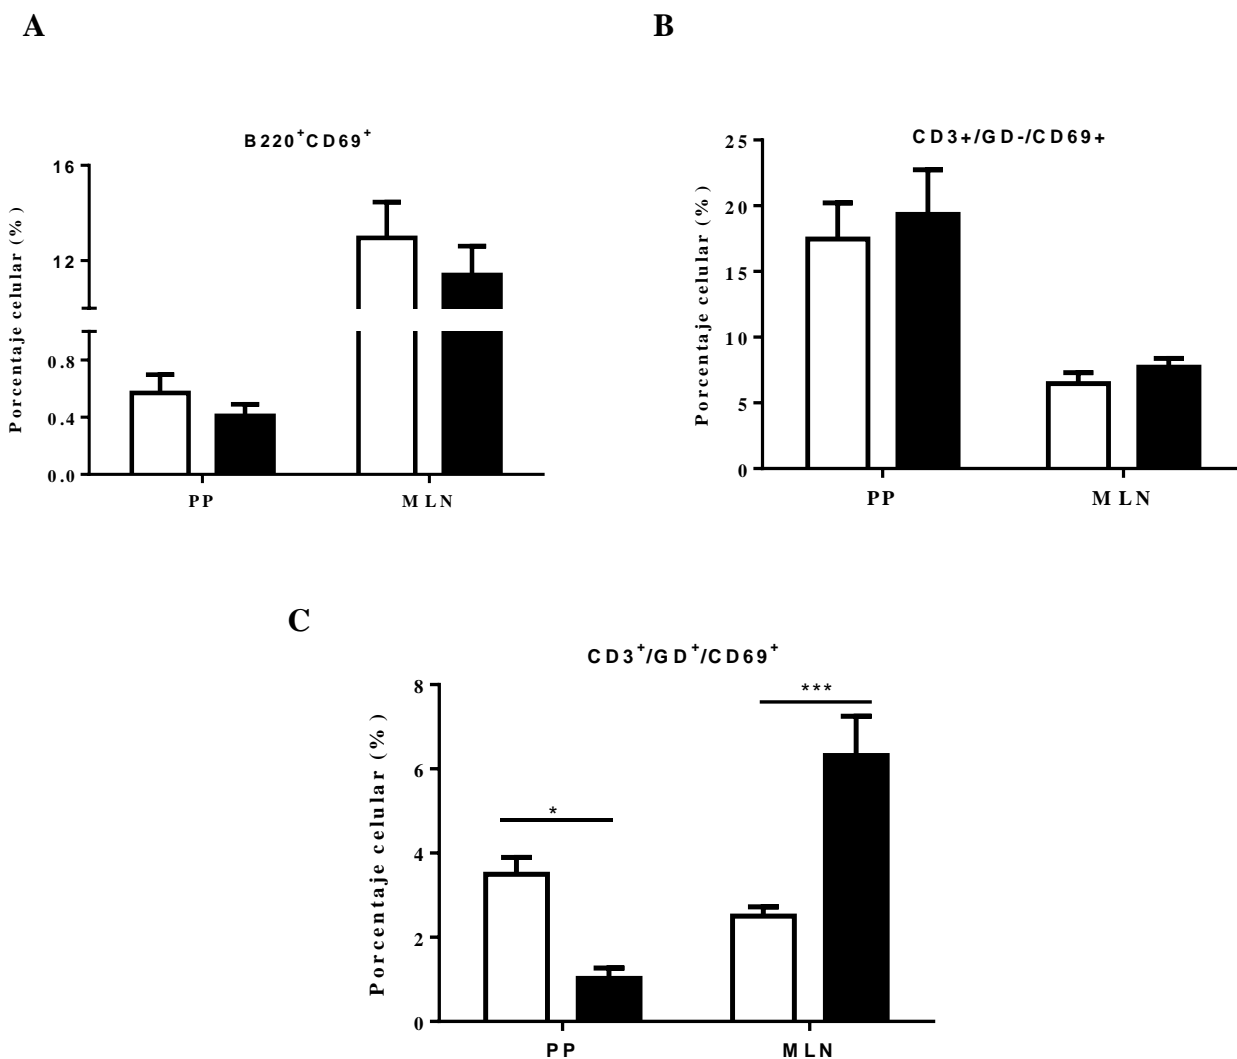 A
B220⁺CD69⁺
Porcentaje celular (%)
16
12
0.8
0.4
0.0
PP
MLN
B
CD3+/GD-/CD69+
Porcentaje celular (%)
25
20
15
10
5
0
PP
MLN
C
CD3⁺/GD⁺/CD69⁺
Porcentaje celular (%)
8
6
4
2
0
*
***
PP
MLN